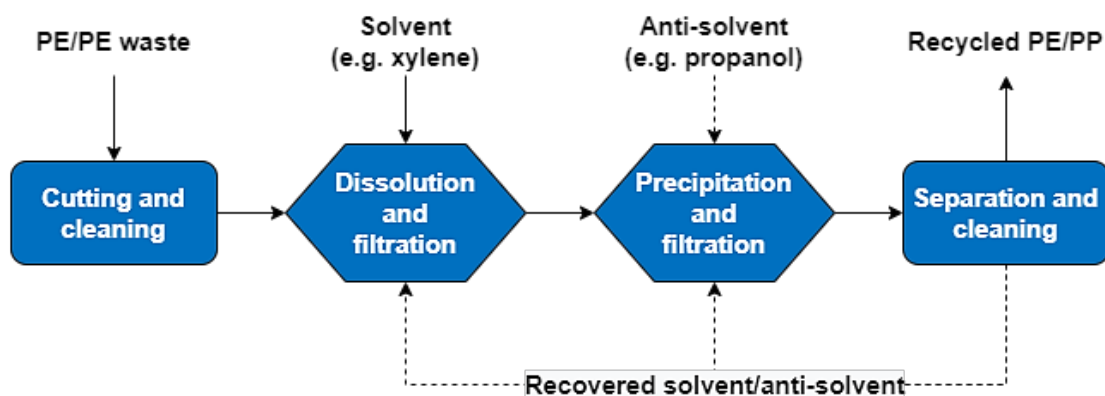 PE/PE waste
Solvent
(e.g. xylene)
Anti-solvent
(e.g. propanol)
Recycled PE/PP
Cutting and
cleaning
Dissolution
and
filtration
Precipitation
and
filtration
Separation and
cleaning
Recovered solvent/anti-solvent